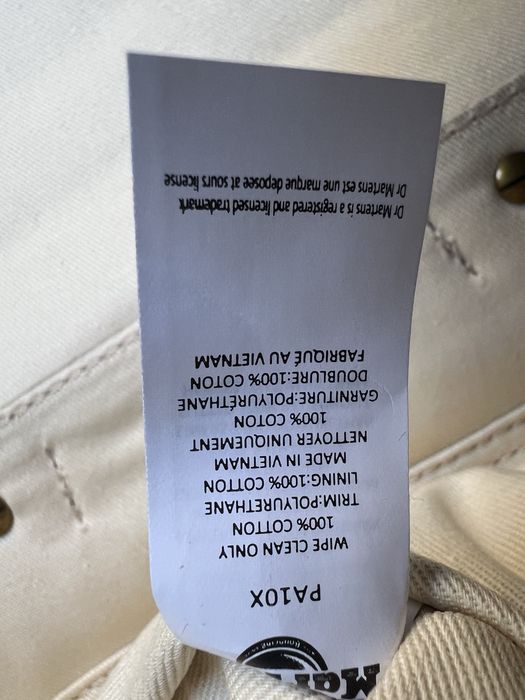 PA10X
WIPE CLEAN ONLY
100% COTTON
TRIM:POLYURETHANE
LINING:100% COTTON
MADE IN VIETNAM
NETTOYER UNIQUEMENT
100% COTON
GARNITURE:POLYURÉTHANE
DOUBLURE:100% COTON
FABRIQUÉ AU VIETNAM
Dr Martens is a registered and licensed trademark
Dr Martens est une marque deposee at sours license